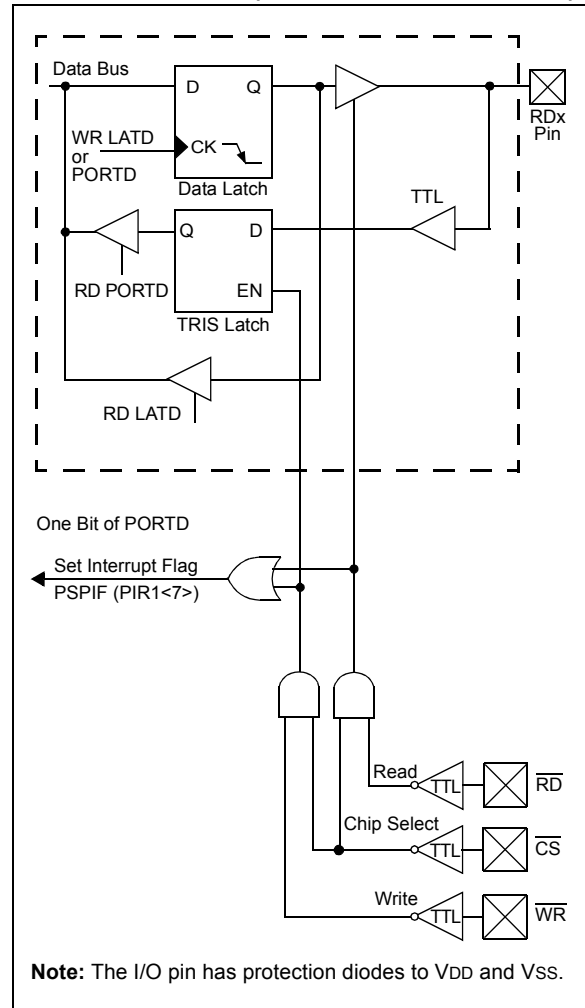 Data Bus
D
Q
RDx
Pin
WR LATD
or
PORTD
CK
Data Latch
TTL
Q
D
RD PORTD
EN
TRIS Latch
RD LATD
One Bit of PORTD
Set Interrupt Flag
PSPIF (PIR1<7>)
Read
TTL
RD
Chip Select
TTL
CS
Write
TTL
WR
Note: The I/O pin has protection diodes to VDD and VSS.